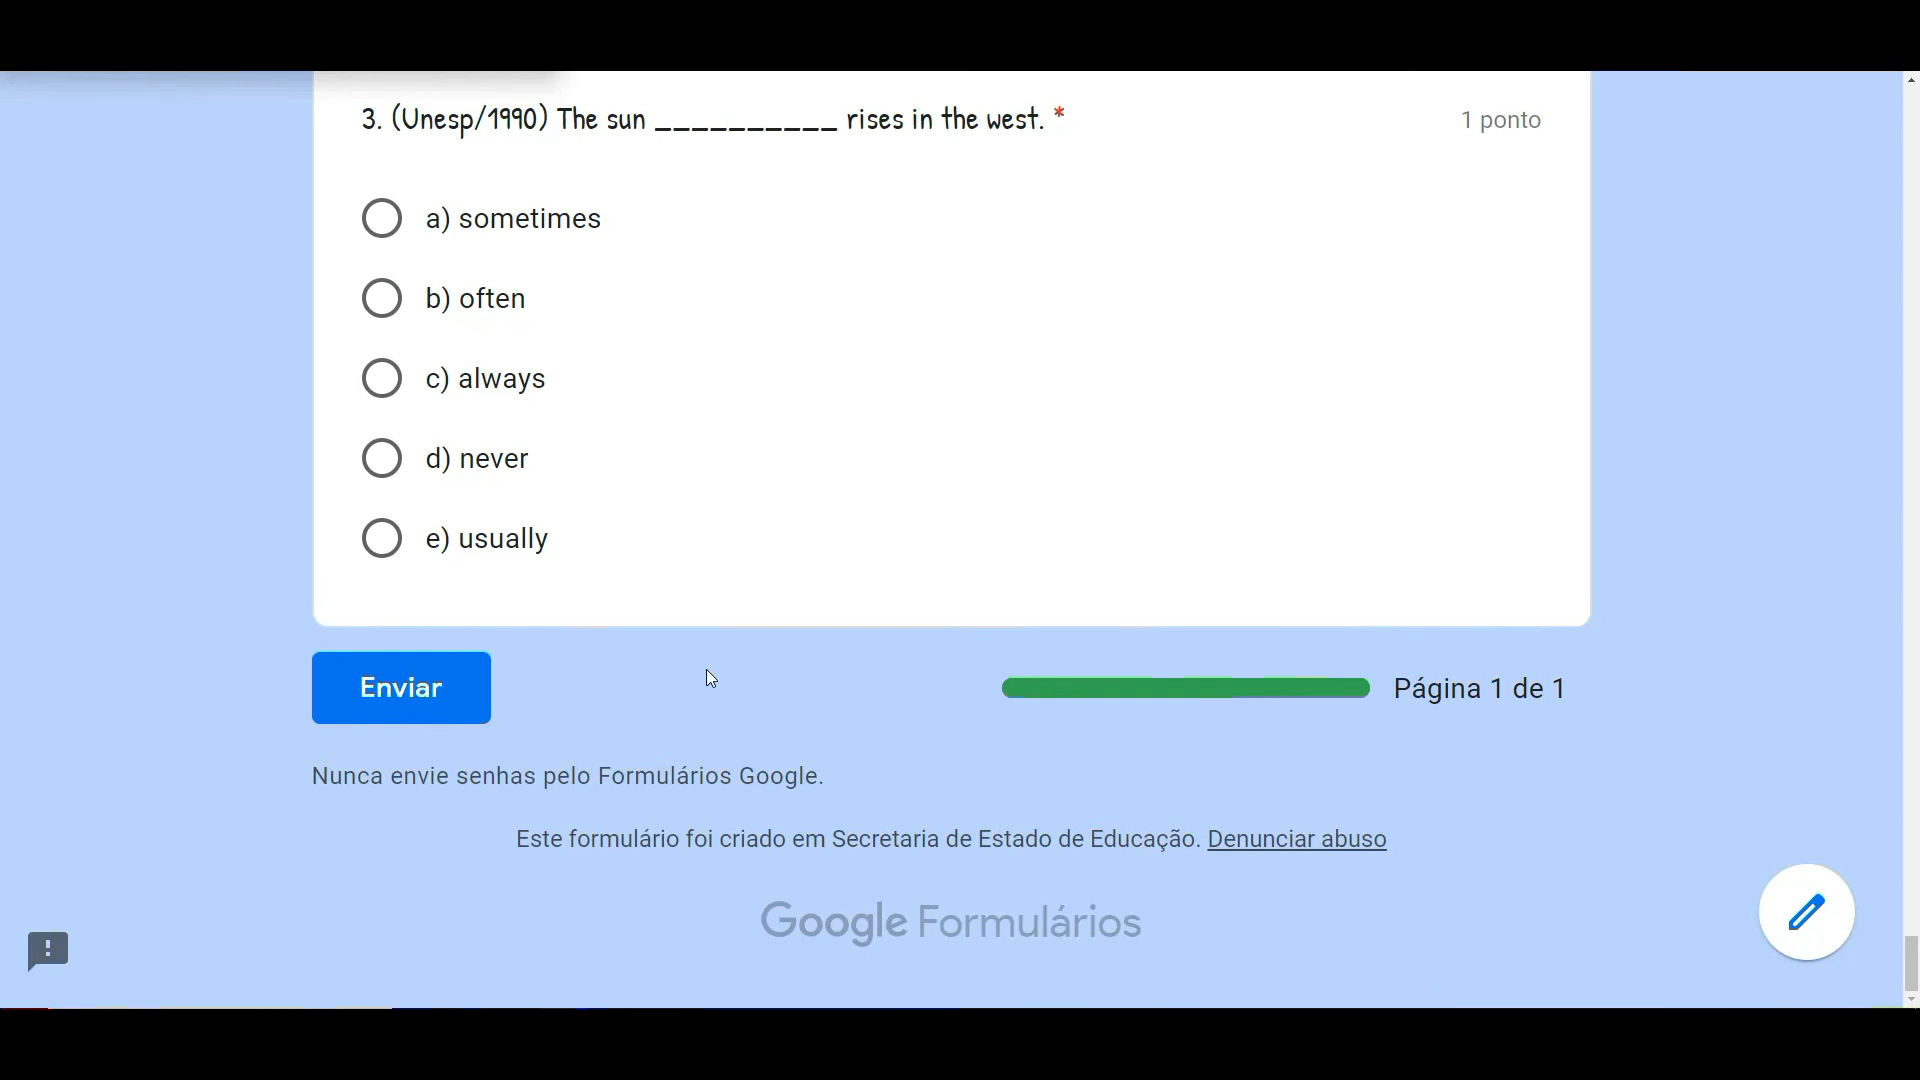 3. (Unesp/1990) The sun __________ rises in the west. *
1 ponto
a) sometimes
b) often
c) always
d) never
e) usually
Enviar
Página 1 de 1
Nunca envie senhas pelo Formulários Google.
Este formulário foi criado em Secretaria de Estado de Educação. Denunciar abuso
Google Formulários